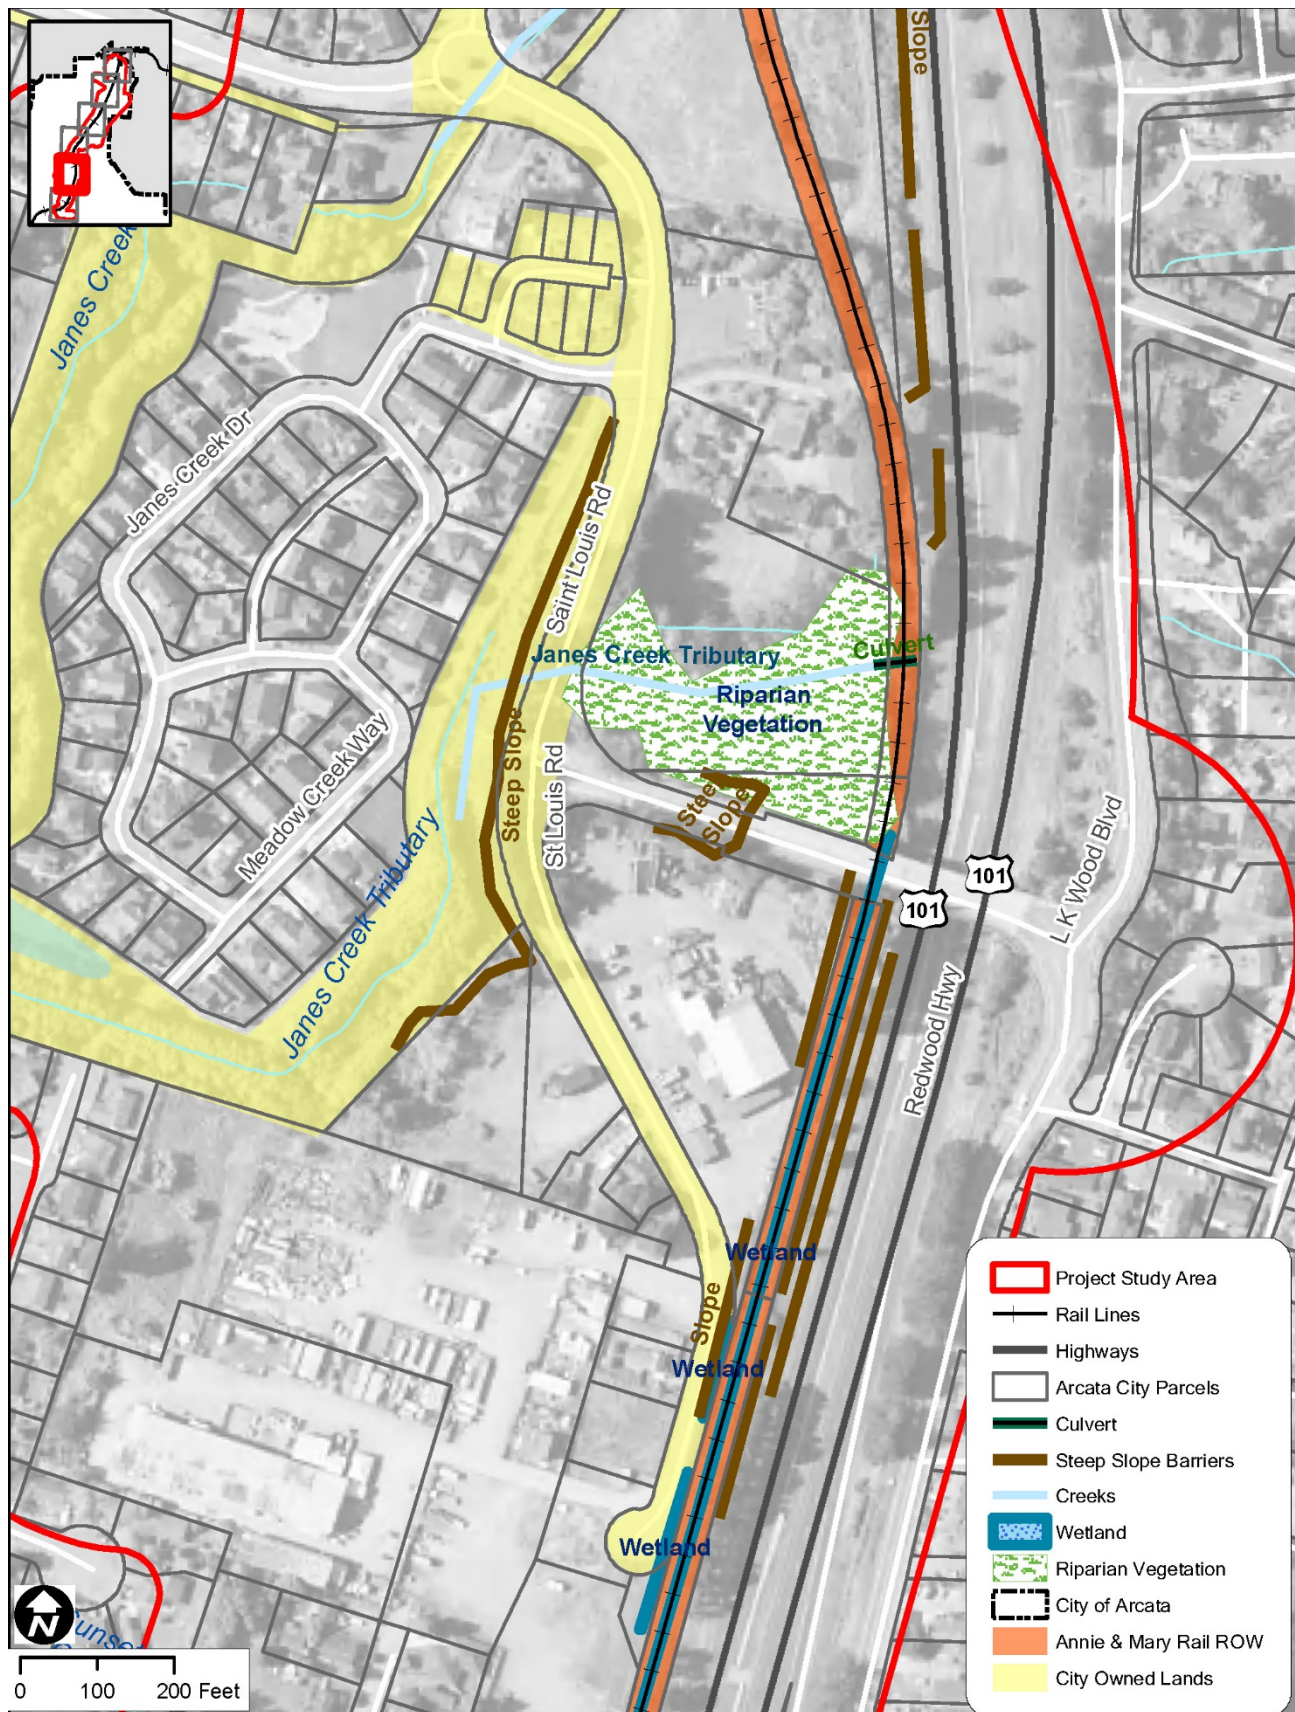 Slope
Janes Creek
Janes Creek Dr
Saint Louis Rd
Culvert
Janes Creek Tributary
Riparian
Vegetation
Steep Slope
St Louis Rd
Slope
Meadow Creek Way
Janes Creek Tributary
L K Wood Blvd
101
101
Redwood Hwy
Wetland
Slope
Wetland
Wetland
Project Study Area
Rail Lines
Highways
Arcata City Parcels
Culvert
Steep Slope Barriers
Creeks
Wetland
Riparian Vegetation
City of Arcata
Annie & Mary Rail ROW
City Owned Lands
N
0 100 200 Feet